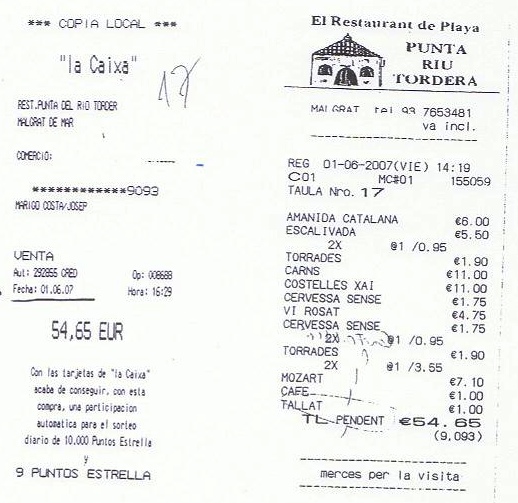 *** COPIA LOCAL ***
"la Caixa"
17
REST.PUNTA DEL RIO TORDER
MALGRAT DE MAR
COMERCIO:
************9093
MARIGO COSTA/JOSEP
VENTA
Aut: 292855 CRED Op: 008688
Fecha: 01.06.07 Hora: 16:29
54,65 EUR
Con las tarjetas de "la Caixa"
acaba de conseguir, con esta
compra, una participacion
automatica para el sorteo
diario de 10.000 Puntos Estrella
y
9 PUNTOS ESTRELLA
El Restaurant de Playa
PUNTA
RIU
TORDERA
MALGRAT tel 93 7653481
va incl.
REG 01-06-2007(VIE) 14:19
C01 MC#01 155059
TAULA Nro. 17
AMANIDA CATALANA €6.00
ESCALIVADA €5.50
2X @1 /0.95
TORRADES €1.90
CARNS €11.00
COSTELLES XAI €11.00
CERVESSA SENSE €1.75
VI ROSAT €4.75
CERVESSA SENSE €1.75
2X @1 /0.95
TORRADES €1.90
2X @1 /3.55
MOZART €7.10
CAFE €1.00
TALLAT €1.00
TL PENDENT €54.65
(9,093)
merces per la visita